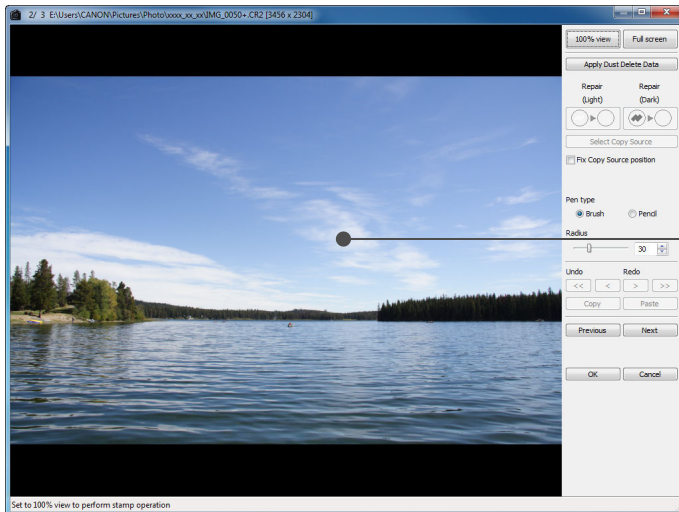 2/ 3 E:\Users\CANON\Pictures\Photo\xxxx_xx_xx\IMG_0050+.CR2 [3456 x 2304]
100% view Full screen
Apply Dust Delete Data
Repair (Light) Repair (Dark)
Select Copy Source
Fix Copy Source position
Pen type
Brush Pencil
Radius
30
Undo Redo
<< < > >>
Copy Paste
Previous Next
OK Cancel
Set to 100% view to perform stamp operation